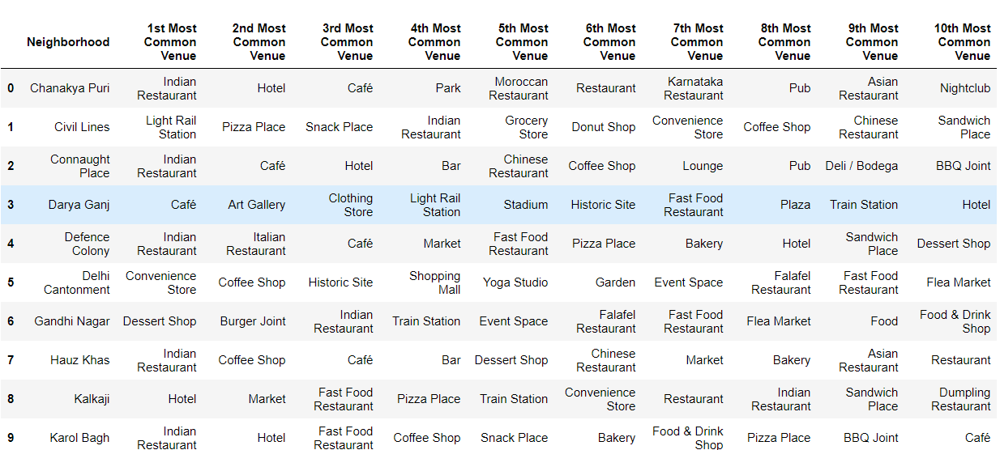 Neighborhood 1st Most Common Venue 2nd Most Common Venue 3rd Most Common Venue 4th Most Common Venue 5th Most Common Venue 6th Most Common Venue 7th Most Common Venue 8th Most Common Venue 9th Most Common Venue 10th Most Common Venue
0 Chanakya Puri Indian Restaurant Hotel Café Park Moroccan Restaurant Restaurant Karnataka Restaurant Pub Asian Restaurant Nightclub
1 Civil Lines Light Rail Station Pizza Place Snack Place Indian Restaurant Grocery Store Donut Shop Convenience Store Coffee Shop Chinese Restaurant Sandwich Place
2 Connaught Place Indian Restaurant Café Hotel Bar Chinese Restaurant Coffee Shop Lounge Pub Deli / Bodega BBQ Joint
3 Darya Ganj Café Art Gallery Clothing Store Light Rail Station Stadium Historic Site Fast Food Restaurant Plaza Train Station Hotel
4 Defence Colony Indian Restaurant Italian Restaurant Café Market Fast Food Restaurant Pizza Place Bakery Hotel Sandwich Place Dessert Shop
5 Delhi Cantonment Convenience Store Coffee Shop Historic Site Shopping Mall Yoga Studio Garden Event Space Falafel Restaurant Fast Food Restaurant Flea Market
6 Gandhi Nagar Dessert Shop Burger Joint Indian Restaurant Train Station Event Space Falafel Restaurant Fast Food Restaurant Flea Market Food Food & Drink Shop
7 Hauz Khas Indian Restaurant Coffee Shop Café Bar Dessert Shop Chinese Restaurant Market Bakery Asian Restaurant Restaurant
8 Kalkaji Hotel Market Fast Food Restaurant Pizza Place Train Station Convenience Store Restaurant Indian Restaurant Sandwich Place Dumpling Restaurant
9 Karol Bagh Indian Restaurant Hotel Fast Food Restaurant Coffee Shop Snack Place Bakery Food & Drink Shop Pizza Place BBQ Joint Café